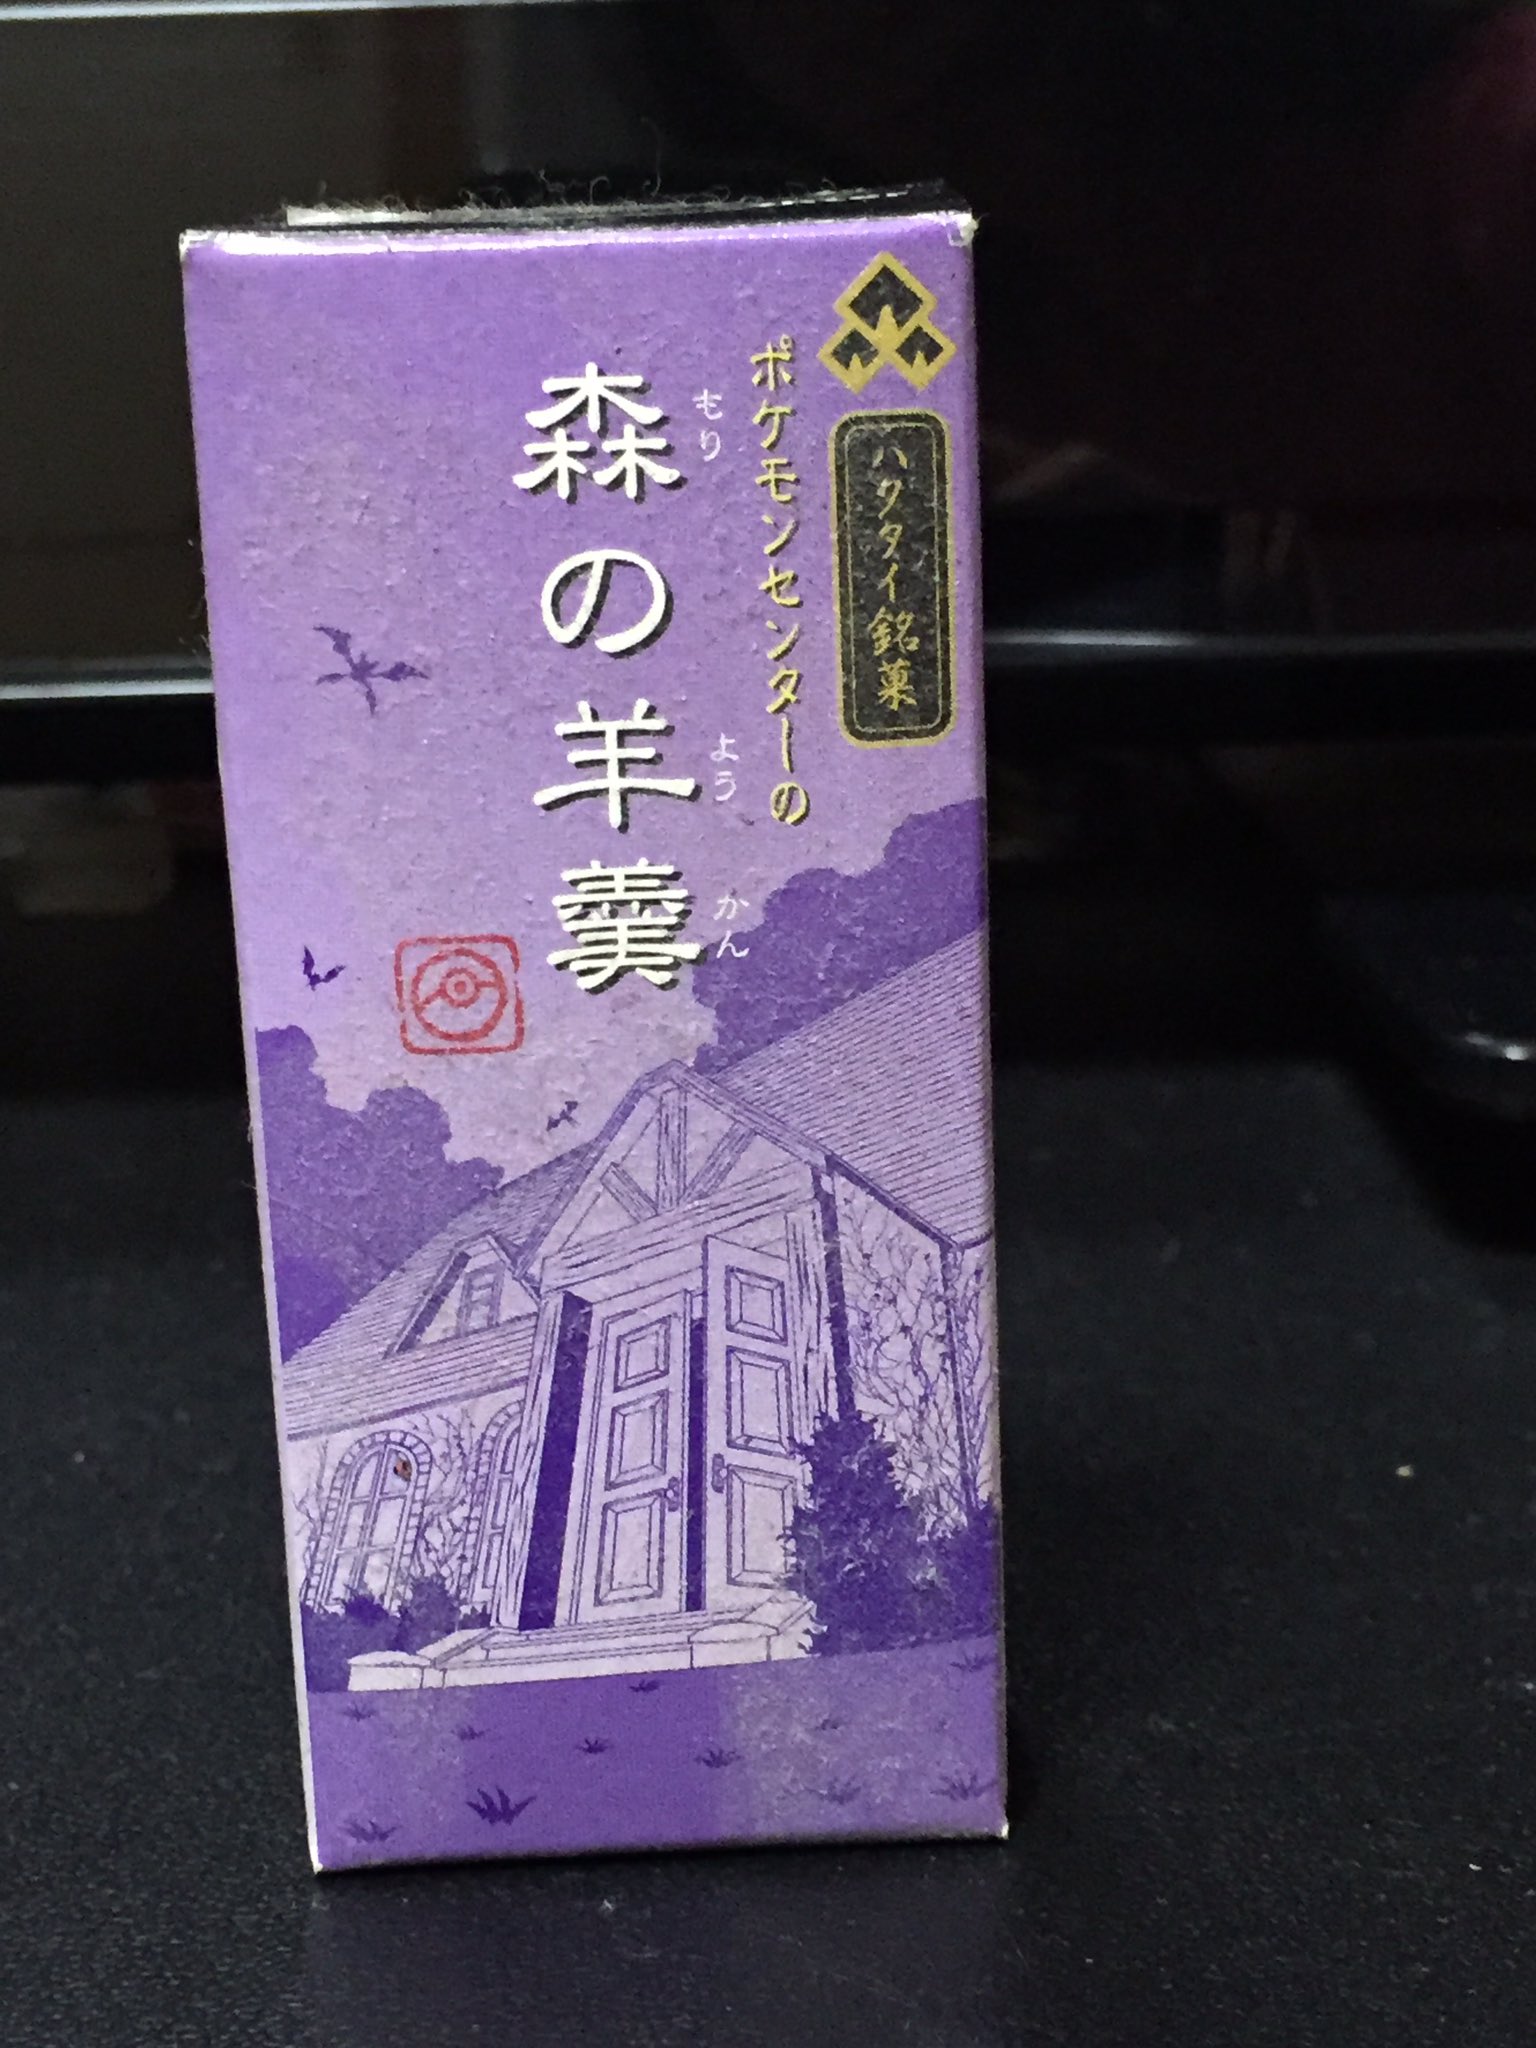 ハクタイ銘菓
ポケモンセンターの
森の羊羹
もり よう かん